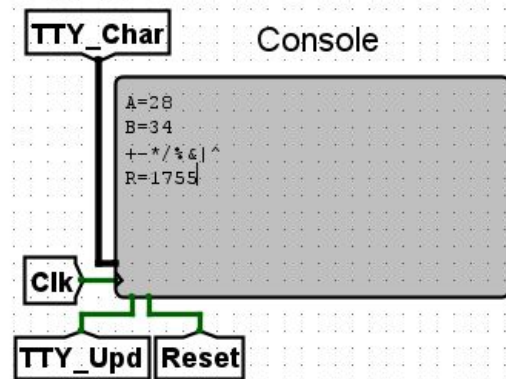 TTY_Char
Console
A=28
B=34
+-*/%&|^
R=1755
Clk
TTY_Upd
Reset